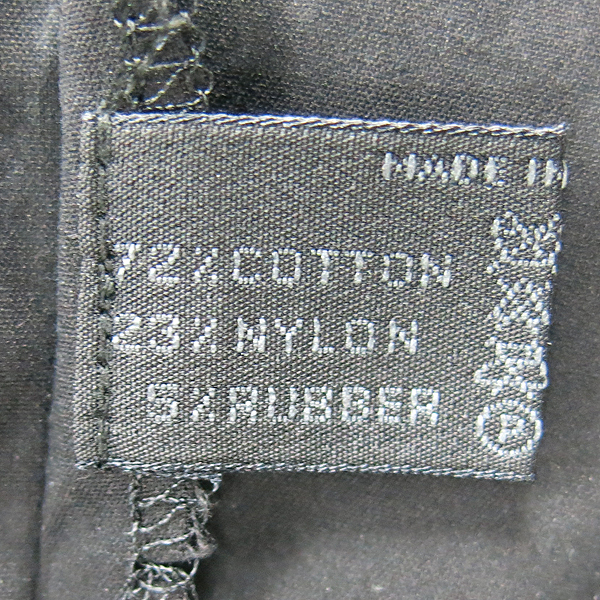 MADE IN
72% COTTON
23% NYLON
5% RUBBER
P